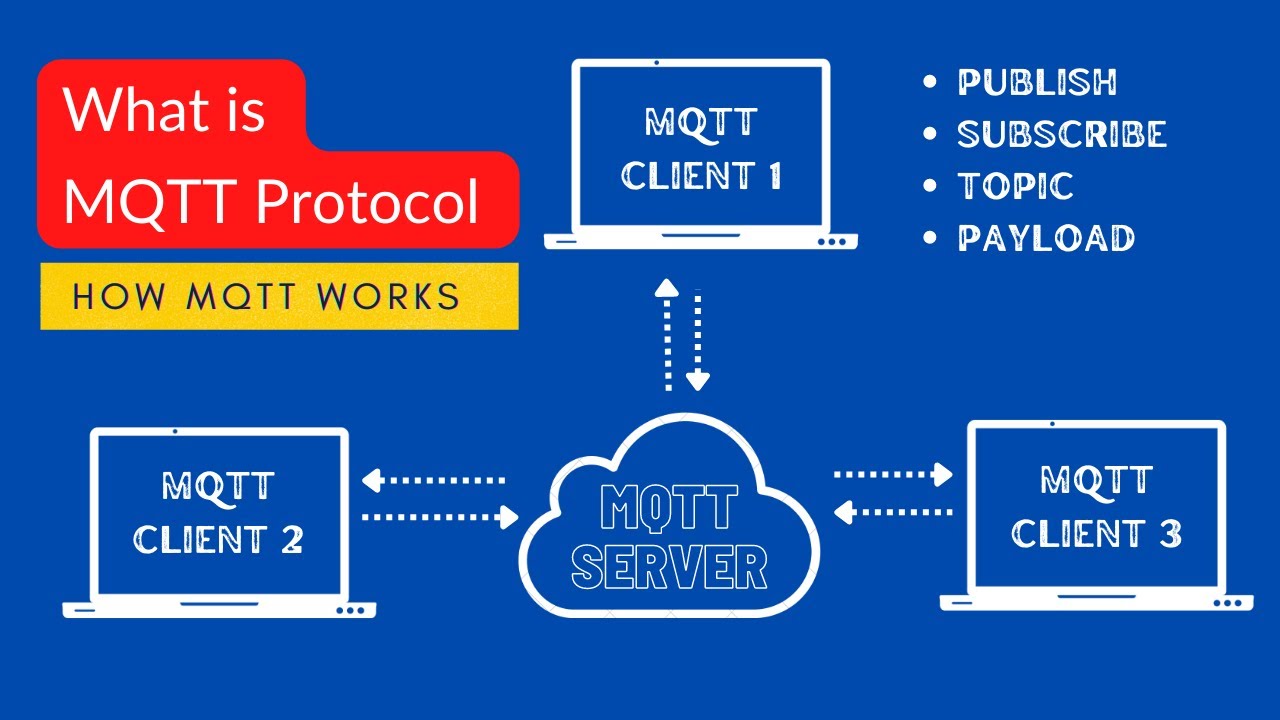 What is
MQTT Protocol
HOW MQTT WORKS
MQTT
CLIENT 1
• PUBLISH
• SUBSCRIBE
• TOPIC
• PAYLOAD
MQTT
CLIENT 2
MQTT
SERVER
MQTT
CLIENT 3